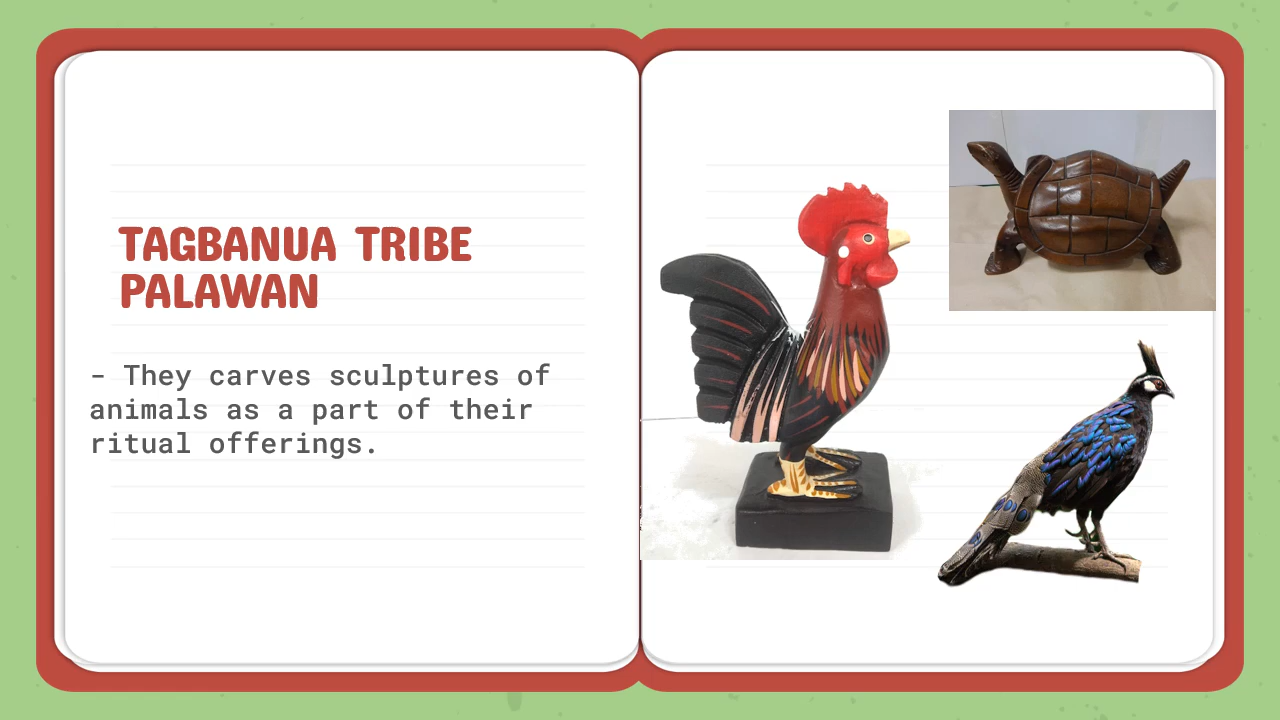 TAGBANUA TRIBE
PALAWAN
- They carves sculptures of
animals as a part of their
ritual offerings.